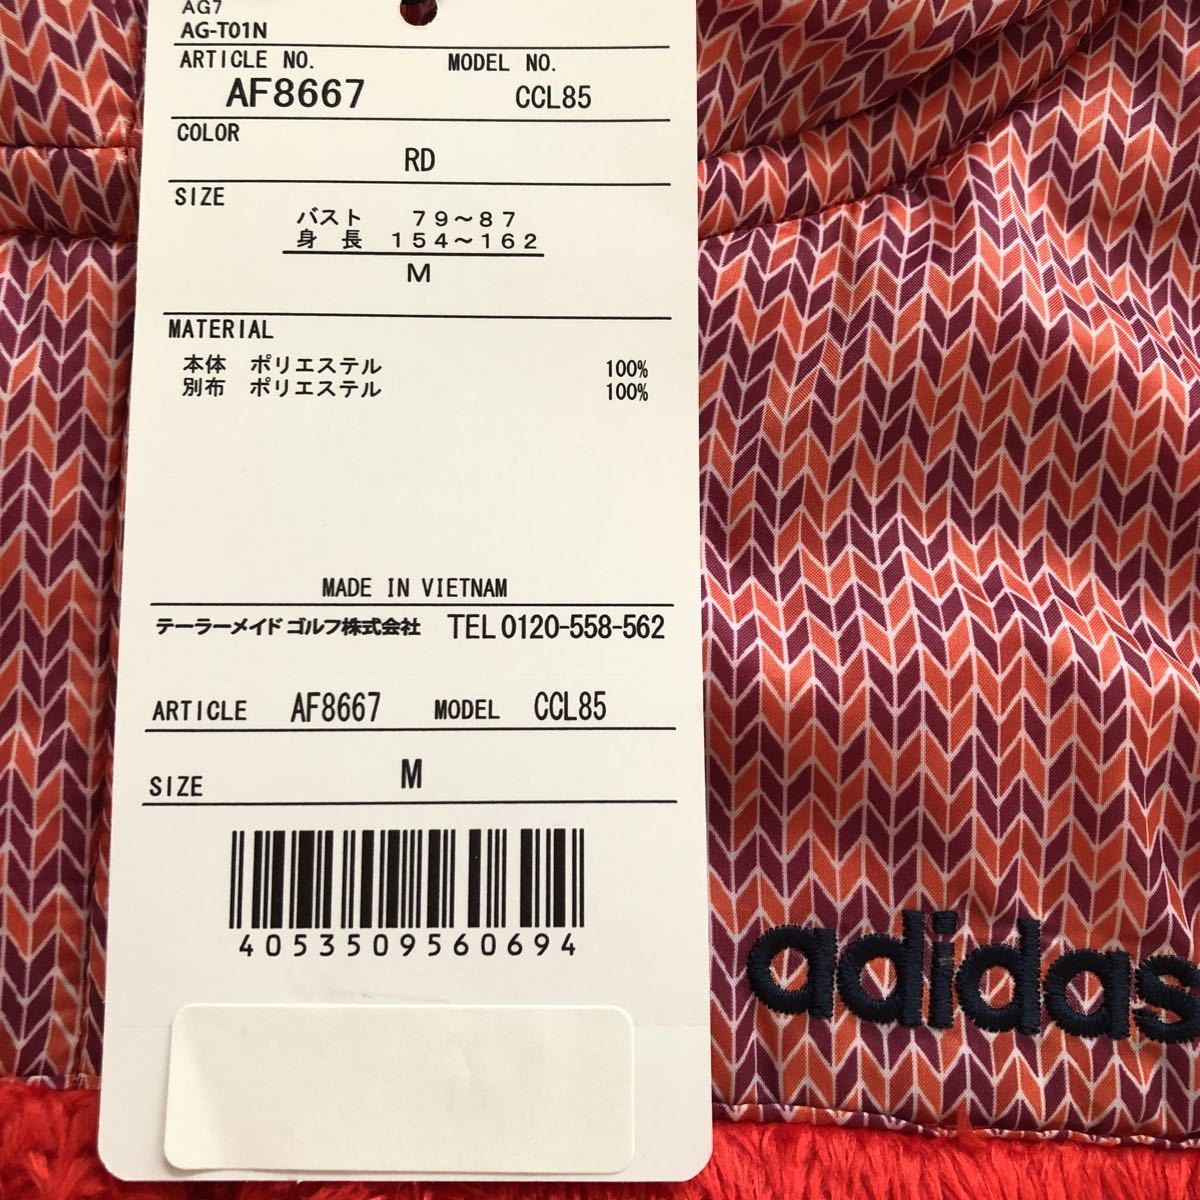 AG7
AG-T01N
ARTICLE NO. MODEL NO.
AF8667 CCL85
COLOR
RD
SIZE
バスト 79～87
身 長 154～162
M
MATERIAL
本体 ポリエステル 100%
別布 ポリエステル 100%
MADE IN VIETNAM
テーラーメイド ゴルフ株式会社 TEL 0120-558-562
ARTICLE AF8667 MODEL CCL85
SIZE M
4053509560694
adidas